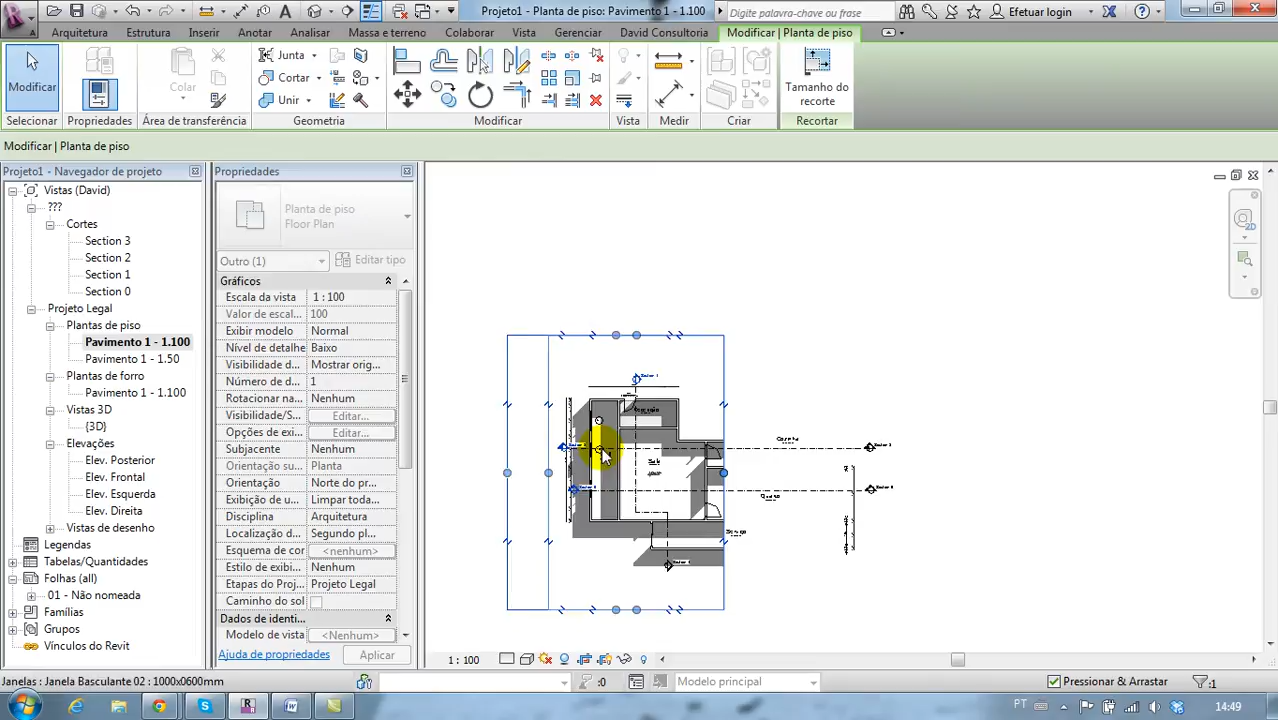 Projeto1 - Planta de piso: Pavimento 1 - 1.100
Digite palavra-chave ou frase
Efetuar login
Arquitetura
Estrutura
Inserir
Anotar
Analisar
Massa e terreno
Colaborar
Vista
Gerenciar
David Consultoria
Modificar | Planta de piso
Modificar
Colar
Junta
Cortar
Unir
Tamanho do
recorte
Selecionar
Propriedades
Área de transferência
Geometria
Modificar
Vista
Medir
Criar
Recortar
Modificar | Planta de piso
Projeto1 - Navegador de projeto
Vistas (David)
???
Cortes
Section 3
Section 2
Section 1
Section 0
Projeto Legal
Plantas de piso
Pavimento 1 - 1.100
Pavimento 1 - 1.50
Plantas de forro
Pavimento 1 - 1.100
Vistas 3D
{3D}
Elevações
Elev. Posterior
Elev. Frontal
Elev. Esquerda
Elev. Direita
Vistas de desenho
Legendas
Tabelas/Quantidades
Folhas (all)
01 - Não nomeada
Famílias
Grupos
Vínculos do Revit
Propriedades
Planta de piso
Floor Plan
Outro (1)
Editar tipo
Gráficos
Escala da vista 1 : 100
Valor de escal... 100
Exibir modelo Normal
Nível de detalhe Baixo
Visibilidade d... Mostrar orig...
Número de d... 1
Rotacionar na... Nenhum
Visibilidade/S... Editar...
Opções de exi... Editar...
Subjacente Nenhum
Orientação su... Planta
Orientação Norte do pr...
Exibição de u... Limpar toda...
Disciplina Arquitetura
Localização d... Segundo pl...
Esquema de cor <nenhum>
Estilo de exibi... Nenhum
Etapas do Proj... Projeto Legal
Caminho do sol
Dados de identi...
Modelo de vista <Nenhum>
Ajuda de propriedades
Aplicar
2D
1 : 100
Janelas : Janela Basculante 02 : 1000x0600mm
:0
Modelo principal
Pressionar & Arrastar
:1
PT
14:49